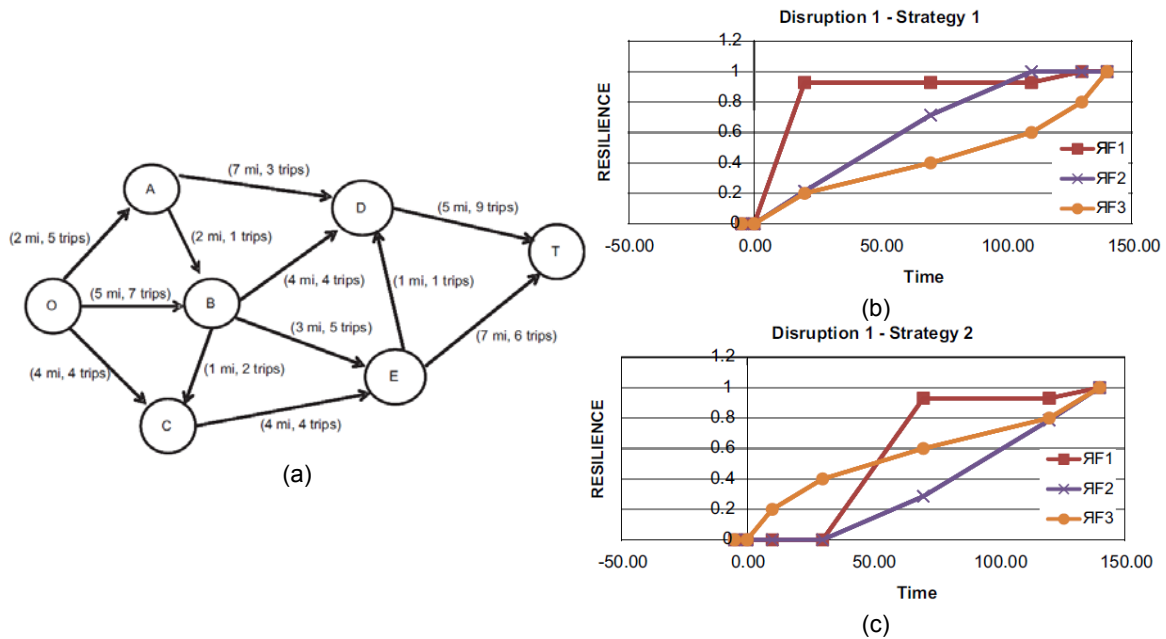 (a)
A
(7 mi, 3 trips)
D
(5 mi, 9 trips)
(2 mi, 5 trips)
(2 mi, 1 trips)
T
(4 mi, 4 trips)
(1 mi, 1 trips)
O
(5 mi, 7 trips)
B
(3 mi, 5 trips)
(7 mi, 6 trips)
(4 mi, 4 trips)
(1 mi, 2 trips)
E
C
(4 mi, 4 trips)
Disruption 1 - Strategy 1
RESILIENCE
1.2
1
0.8
0.6
0.4
0.2
0
-50.00
0.00
50.00
100.00
150.00
Time
ЯF1
ЯF2
ЯF3
(b)
Disruption 1 - Strategy 2
RESILIENCE
1.2
1
0.8
0.6
0.4
0.2
0
-50.00
0.00
50.00
100.00
150.00
Time
ЯF1
ЯF2
ЯF3
(c)